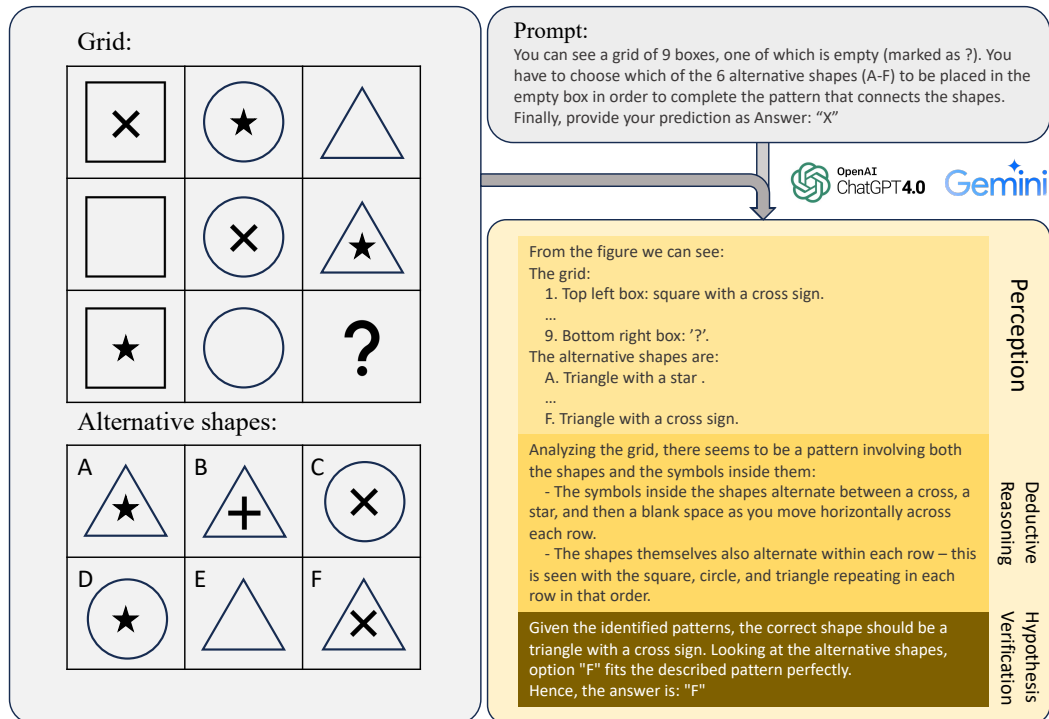 Grid:
?
Alternative shapes:
A
B
C
D
E
F
Prompt:
You can see a grid of 9 boxes, one of which is empty (marked as ?). You
have to choose which of the 6 alternative shapes (A-F) to be placed in the
empty box in order to complete the pattern that connects the shapes.
Finally, provide your prediction as Answer: “X”
OpenAI
ChatGPT4.0
Gemini
From the figure we can see:
The grid:
1. Top left box: square with a cross sign.
...
9. Bottom right box: ’?’.
The alternative shapes are:
A. Triangle with a star .
...
F. Triangle with a cross sign.
Perception
Analyzing the grid, there seems to be a pattern involving both
the shapes and the symbols inside them:
- The symbols inside the shapes alternate between a cross, a
star, and then a blank space as you move horizontally across
each row.
- The shapes themselves also alternate within each row – this
is seen with the square, circle, and triangle repeating in each
row in that order.
Deductive
Reasoning
Given the identified patterns, the correct shape should be a
triangle with a cross sign. Looking at the alternative shapes,
option "F" fits the described pattern perfectly.
Hence, the answer is: "F"
Hypothesis
Verification